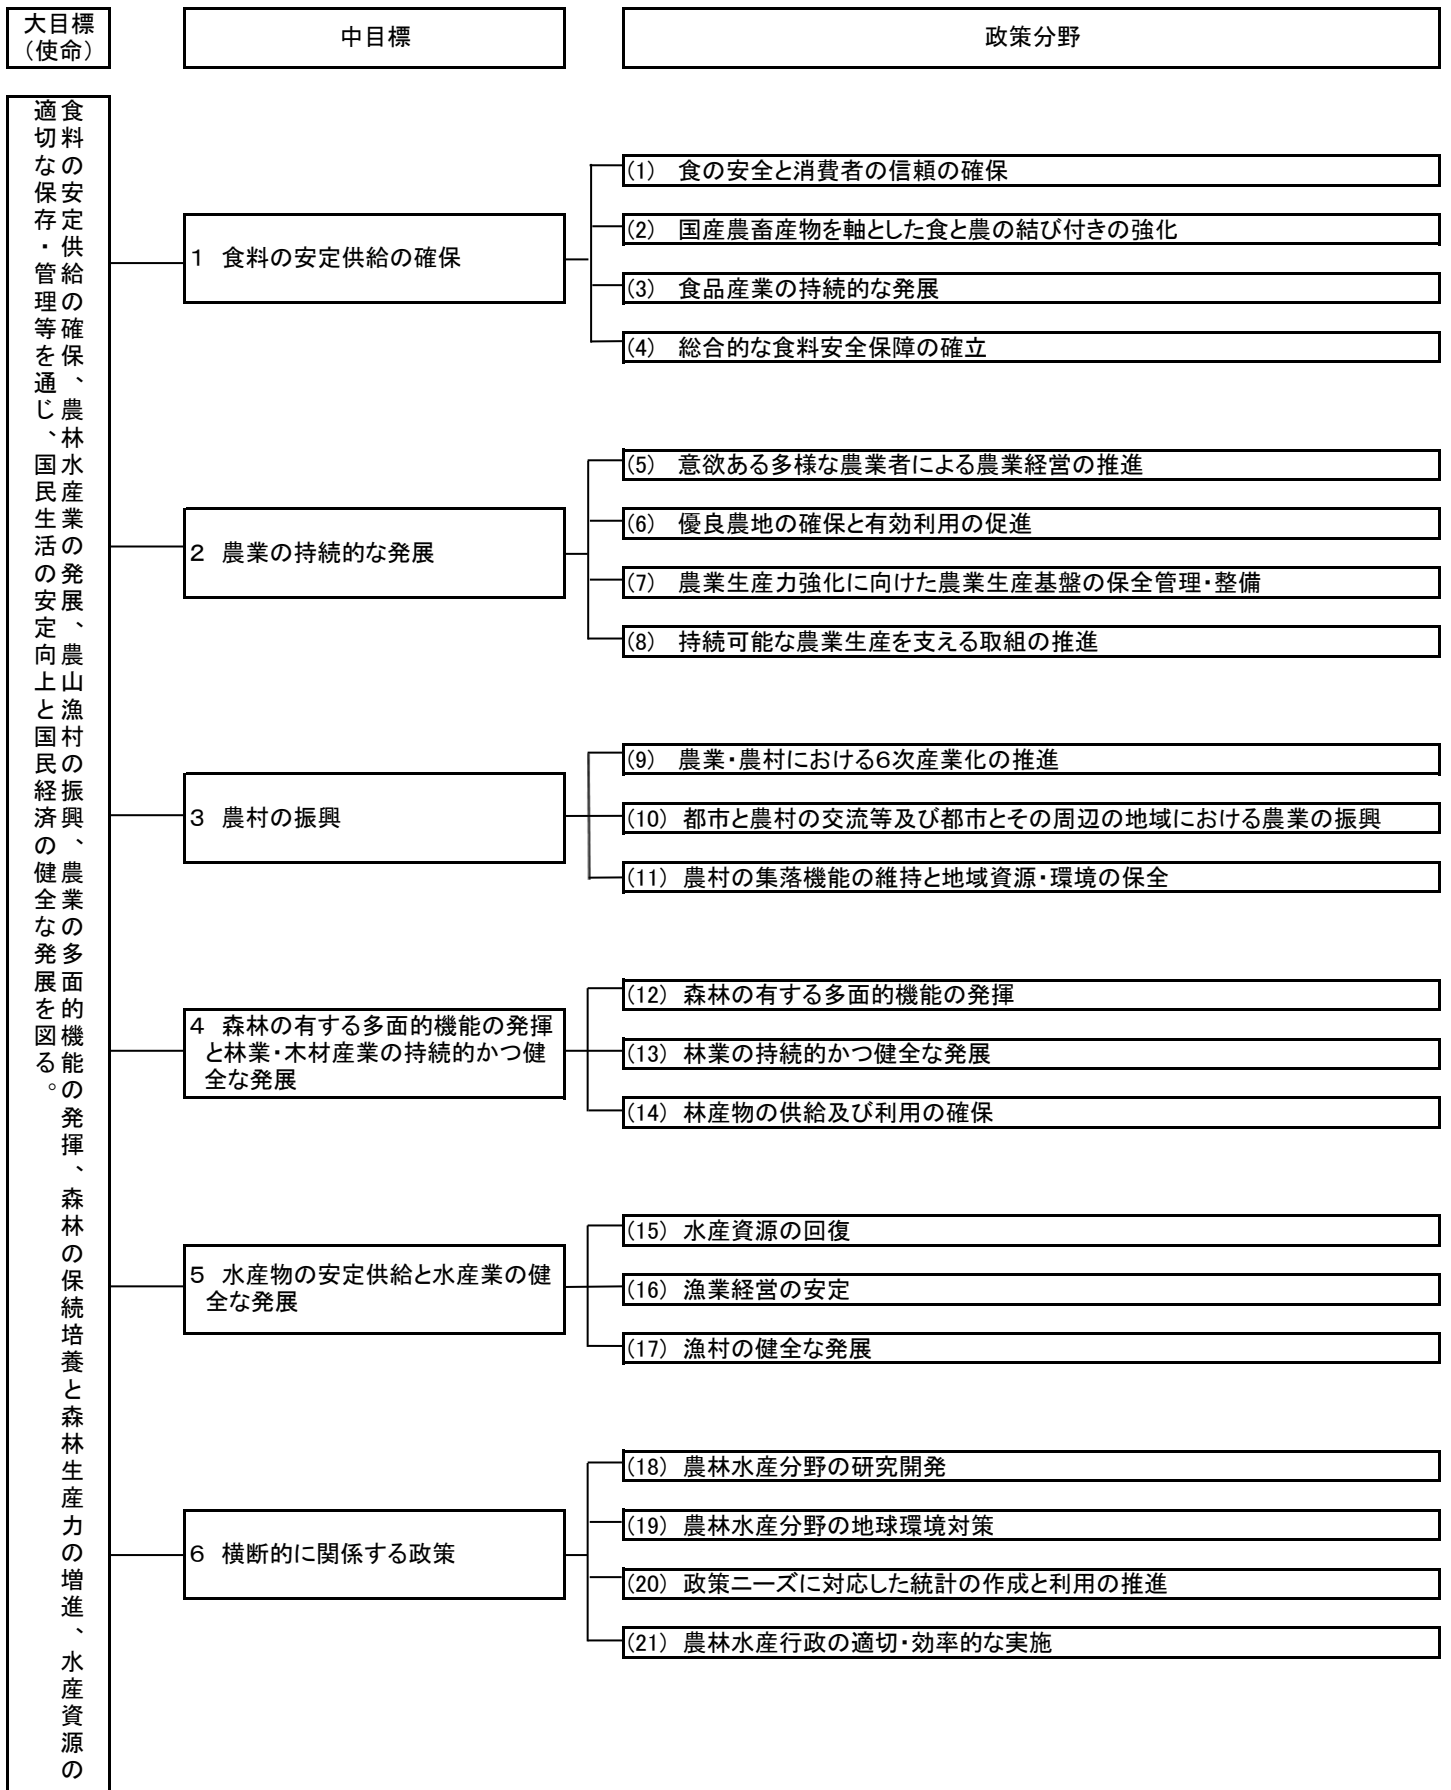 大目標
（使命）
中目標
政策分野
食料の安定供給の確保、農林水産業の発展、農山漁村の振興、農業の多面的機能の発揮、森林の保続培養と森林生産力の増進、水産資源の
適切な保存・管理等を通じ、国民生活の安定向上と国民経済の健全な発展を図る。
1 食料の安定供給の確保
(1) 食の安全と消費者の信頼の確保
(2) 国産農畜産物を軸とした食と農の結び付きの強化
(3) 食品産業の持続的な発展
(4) 総合的な食料安全保障の確立
2 農業の持続的な発展
(5) 意欲ある多様な農業者による農業経営の推進
(6) 優良農地の確保と有効利用の促進
(7) 農業生産力強化に向けた農業生産基盤の保全管理・整備
(8) 持続可能な農業生産を支える取組の推進
3 農村の振興
(9) 農業・農村における6次産業化の推進
(10) 都市と農村の交流等及び都市とその周辺の地域における農業の振興
(11) 農村の集落機能の維持と地域資源・環境の保全
4 森林の有する多面的機能の発揮
と林業・木材産業の持続的かつ健
全な発展
(12) 森林の有する多面的機能の発揮
(13) 林業の持続的かつ健全な発展
(14) 林産物の供給及び利用の確保
5 水産物の安定供給と水産業の健
全な発展
(15) 水産資源の回復
(16) 漁業経営の安定
(17) 漁村の健全な発展
6 横断的に関係する政策
(18) 農林水産分野の研究開発
(19) 農林水産分野の地球環境対策
(20) 政策ニーズに対応した統計の作成と利用の推進
(21) 農林水産行政の適切・効率的な実施